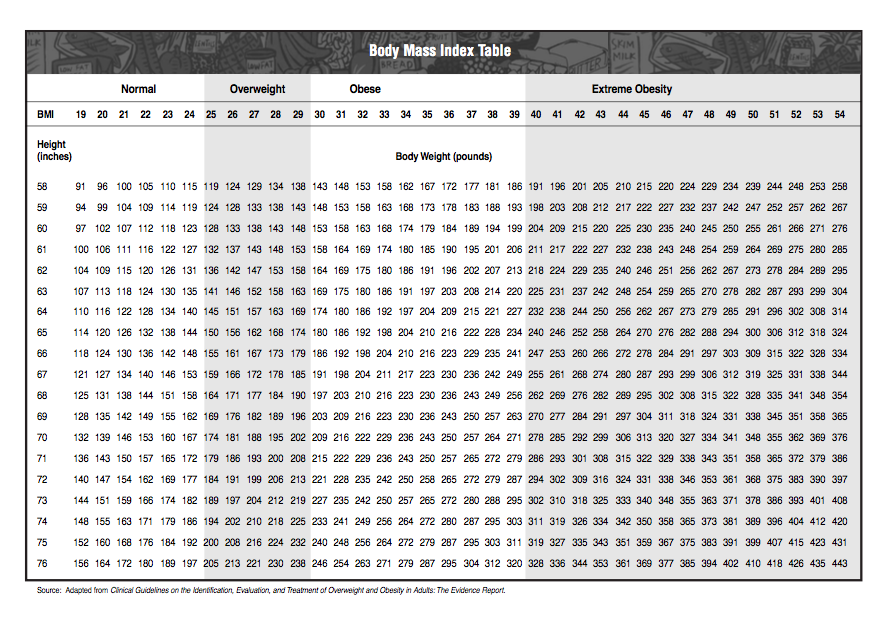 Body Mass Index Table
Normal Overweight Obese Extreme Obesity
BMI 19 20 21 22 23 24 25 26 27 28 29 30 31 32 33 34 35 36 37 38 39 40 41 42 43 44 45 46 47 48 49 50 51 52 53 54
Height
(inches) Body Weight (pounds)
58 91 96 100 105 110 115 119 124 129 134 138 143 148 153 158 162 167 172 177 181 186 191 196 201 205 210 215 220 224 229 234 239 244 248 253 258
59 94 99 104 109 114 119 124 128 133 138 143 148 153 158 163 168 173 178 183 188 193 198 203 208 212 217 222 227 232 237 242 247 252 257 262 267
60 97 102 107 112 118 123 128 133 138 143 148 153 158 163 168 174 179 184 189 194 199 204 209 215 220 225 230 235 240 245 250 255 261 266 271 276
61 100 106 111 116 122 127 132 137 143 148 153 158 164 169 174 180 185 190 195 201 206 211 217 222 227 232 238 243 248 254 259 264 269 275 280 285
62 104 109 115 120 126 131 136 142 147 153 158 164 169 175 180 186 191 196 202 207 213 218 224 229 235 240 246 251 256 262 267 273 278 284 289 295
63 107 113 118 124 130 135 141 146 152 158 163 169 175 180 186 191 197 203 208 214 220 225 231 237 242 248 254 259 265 270 278 282 287 293 299 304
64 110 116 122 128 134 140 145 151 157 163 169 174 180 186 192 197 204 209 215 221 227 232 238 244 250 256 262 267 273 279 285 291 296 302 308 314
65 114 120 126 132 138 144 150 156 162 168 174 180 186 192 198 204 210 216 222 228 234 240 246 252 258 264 270 276 282 288 294 300 306 312 318 324
66 118 124 130 136 142 148 155 161 167 173 179 186 192 198 204 210 216 223 229 235 241 247 253 260 266 272 278 284 291 297 303 309 315 322 328 334
67 121 127 134 140 146 153 159 166 172 178 185 191 198 204 211 217 223 230 236 242 249 255 261 268 274 280 287 293 299 306 312 319 325 331 338 344
68 125 131 138 144 151 158 164 171 177 184 190 197 203 210 216 223 230 236 243 249 256 262 269 276 282 289 295 302 308 315 322 328 335 341 348 354
69 128 135 142 149 155 162 169 176 182 189 196 203 209 216 223 230 236 243 250 257 263 270 277 284 291 297 304 311 318 324 331 338 345 351 358 365
70 132 139 146 153 160 167 174 181 188 195 202 209 216 222 229 236 243 250 257 264 271 278 285 292 299 306 313 320 327 334 341 348 355 362 369 376
71 136 143 150 157 165 172 179 186 193 200 208 215 222 229 236 243 250 257 265 272 279 286 293 301 308 315 322 329 338 343 351 358 365 372 379 386
72 140 147 154 162 169 177 184 191 199 206 213 221 228 235 242 250 258 265 272 279 287 294 302 309 316 324 331 338 346 353 361 368 375 383 390 397
73 144 151 159 166 174 182 189 197 204 212 219 227 235 242 250 257 265 272 280 288 295 302 310 318 325 333 340 348 355 363 371 378 386 393 401 408
74 148 155 163 171 179 186 194 202 210 218 225 233 241 249 256 264 272 280 287 295 303 311 319 326 334 342 350 358 365 373 381 389 396 404 412 420
75 152 160 168 176 184 192 200 208 216 224 232 240 248 256 264 272 279 287 295 303 311 319 327 335 343 351 359 367 375 383 391 399 407 415 423 431
76 156 164 172 180 189 197 205 213 221 230 238 246 254 263 271 279 287 295 304 312 320 328 336 344 353 361 369 377 385 394 402 410 418 426 435 443
Source: Adapted from Clinical Guidelines on the Identification, Evaluation, and Treatment of Overweight and Obesity in Adults: The Evidence Report.